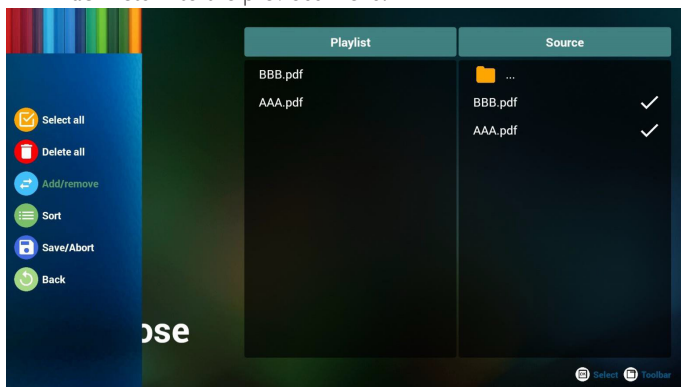 Playlist
Source
BBB.pdf
AAA.pdf
...
BBB.pdf
AAA.pdf
Select all
Delete all
Add/remove
Sort
Save/Abort
Back
ose
OK Select Toolbar